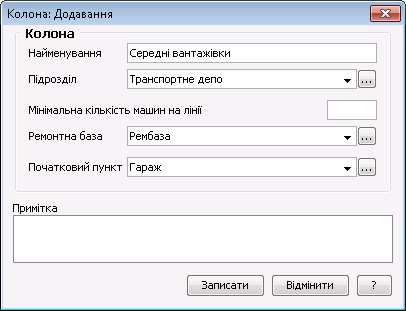 Колона: Додавання
Колона
Найменування Середні вантажівки
Підрозділ Транспортне депо ...
Мінімальна кількість машин на лінії
Ремонтна база Рембаза ...
Початковий пункт Гараж ...
Примітка
Записати Відмінити ?